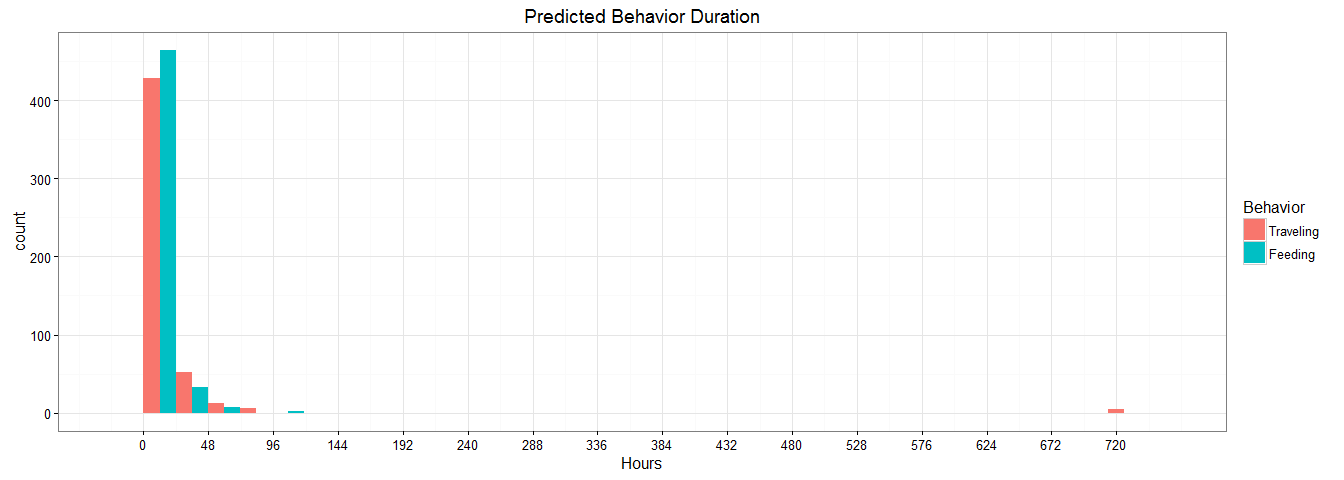 Predicted Behavior Duration
count
400
300
200
100
0
0 48 96 144 192 240 288 336 384 432 480 528 576 624 672 720
Hours
Behavior
Traveling
Feeding